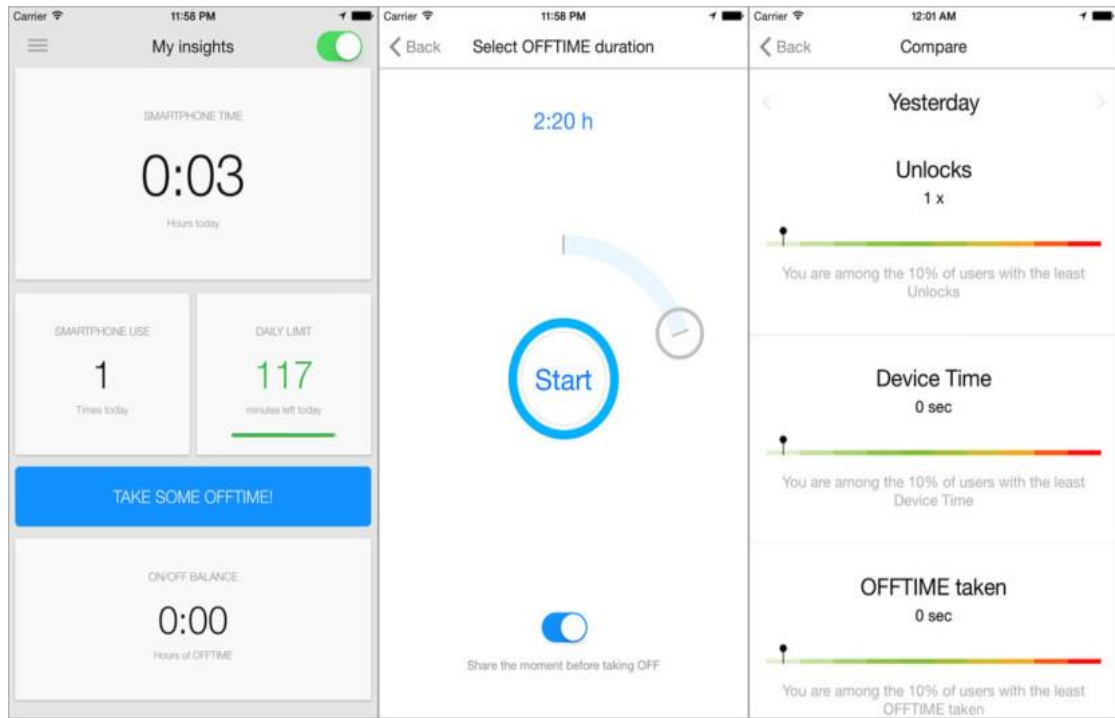 Carrier 11:58 PM
My insights
SMARTPHONE TIME
0:03
Hours today
SMARTPHONE USE
1
Times today
DAILY LIMIT
117
minutes left today
TAKE SOME OFFTIME!
ON/OFF BALANCE
0:00
Hours of OFFTIME
Carrier 11:58 PM
Back Select OFFTIME duration
2:20 h
Start
Share the moment before taking OFF
Carrier 12:01 AM
Back Compare
Yesterday
Unlocks
1 x
You are among the 10% of users with the least
Unlocks
Device Time
0 sec
You are among the 10% of users with the least
Device Time
OFFTIME taken
0 sec
You are among the 10% of users with the least
OFFTIME taken